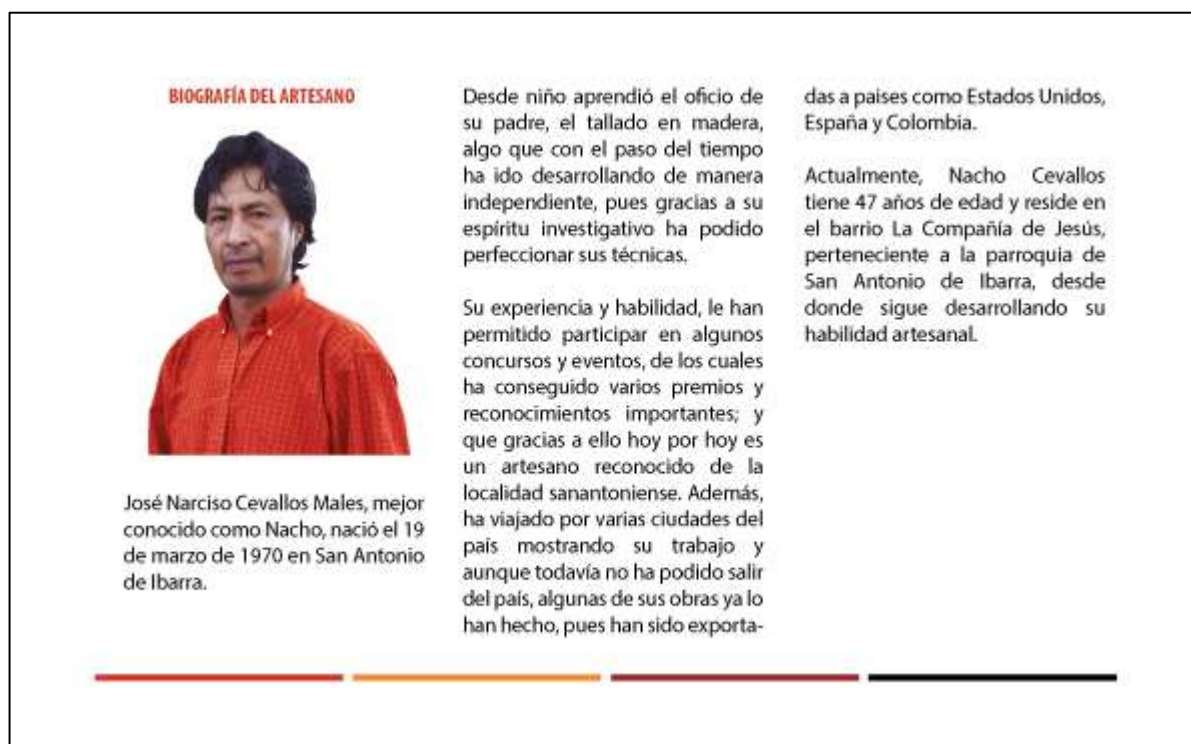 BIOGRAFÍA DEL ARTESANO
José Narciso Cevallos Males, mejor
conocido como Nacho, nació el 19
de marzo de 1970 en San Antonio
de Ibarra.
Desde niño aprendió el oficio de
su padre, el tallado en madera,
algo que con el paso del tiempo
ha ido desarrollando de manera
independiente, pues gracias a su
espíritu investigativo ha podido
perfeccionar sus técnicas.
Su experiencia y habilidad, le han
permitido participar en algunos
concursos y eventos, de los cuales
ha conseguido varios premios y
reconocimientos importantes; y
que gracias a ello hoy por hoy es
un artesano reconocido de la
localidad sanantoniense. Además,
ha viajado por varias ciudades del
país mostrando su trabajo y
aunque todavía no ha podido salir
del país, algunas de sus obras ya lo
han hecho, pues han sido exporta-
das a paises como Estados Unidos,
España y Colombia.
Actualmente, Nacho Cevallos
tiene 47 años de edad y reside en
el barrio La Compañía de Jesús,
perteneciente a la parroquia de
San Antonio de Ibarra, desde
donde sigue desarrollando su
habilidad artesanal.